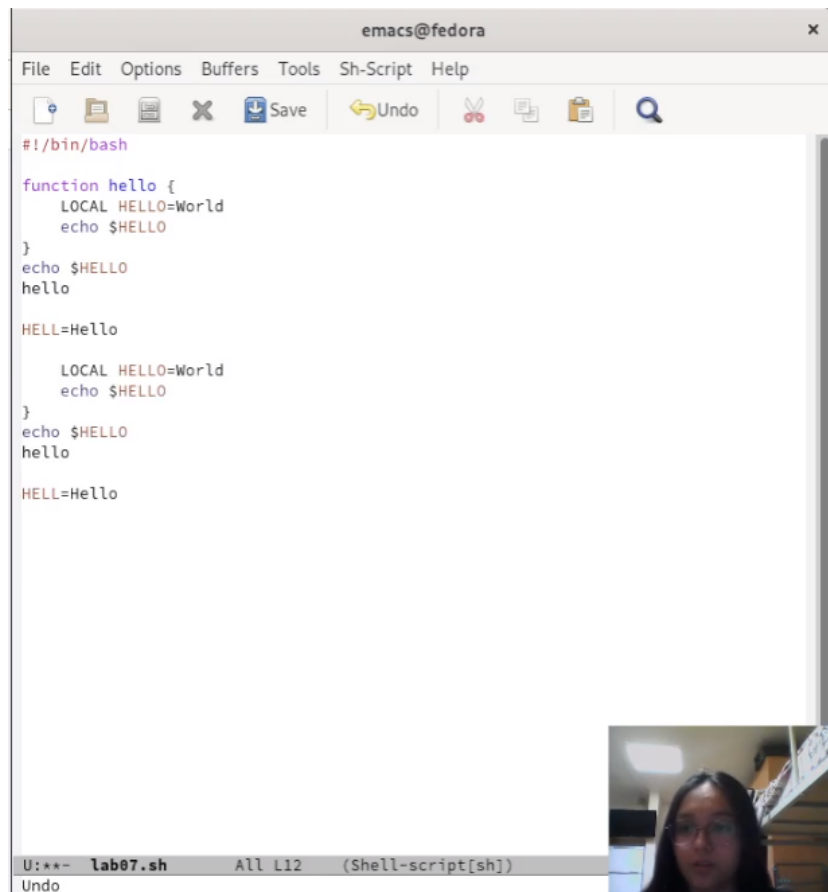 emacs@fedora
File Edit Options Buffers Tools Sh-Script Help
Save Undo
#!/bin/bash
function hello {
    LOCAL HELLO=World
    echo $HELLO
}
echo $HELLO
hello
HELL=Hello
    LOCAL HELLO=World
    echo $HELLO
}
echo $HELLO
hello
HELL=Hello
U:**- lab07.sh All L12 (Shell-script[sh])
Undo